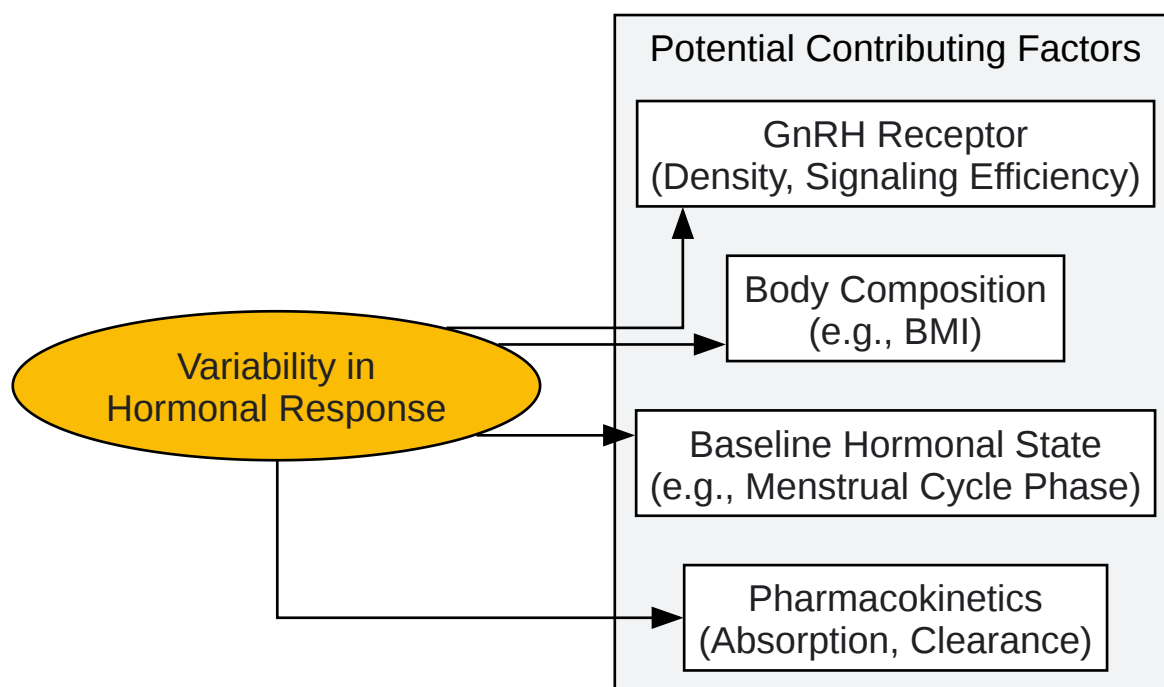 Potential Contributing Factors
GnRH Receptor
(Density, Signaling Efficiency)
Body Composition
(e.g., BMI)
Variability in
Hormonal Response
Baseline Hormonal State
(e.g., Menstrual Cycle Phase)
Pharmacokinetics
(Absorption, Clearance)